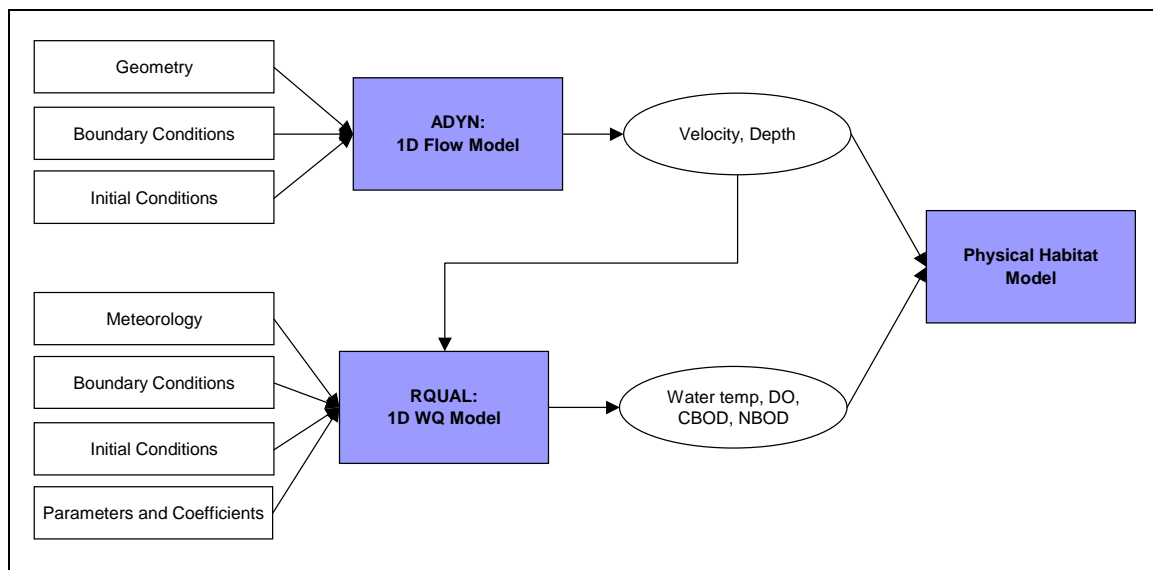 Geometry
Boundary Conditions
Initial Conditions
ADYN:
1D Flow Model
Velocity, Depth
Physical Habitat
Model
Meteorology
Boundary Conditions
Initial Conditions
Parameters and Coefficients
RQUAL:
1D WQ Model
Water temp, DO,
CBOD, NBOD